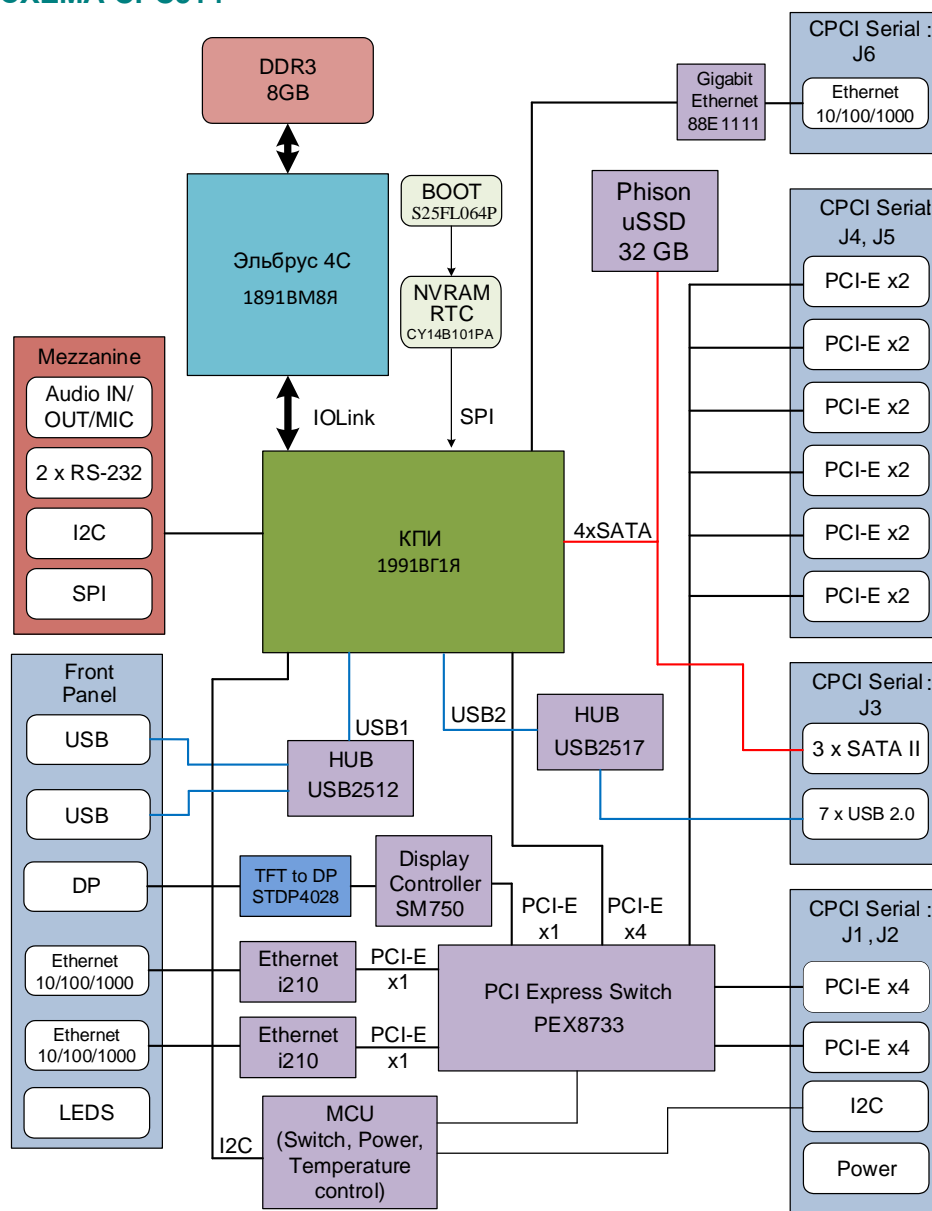 DDR3
8GB
CPCI Serial :
J6
Gigabit
Ethernet
88E1111
Ethernet
10/100/1000
Эльбрус 4С
1891ВМ8Я
BOOT
S25FL064P
NVRAM
RTC
CY14B101PA
Phison
uSSD
32 GB
CPCI Serial
J4, J5
PCI-E x2
PCI-E x2
PCI-E x2
PCI-E x2
PCI-E x2
PCI-E x2
Mezzanine
Audio IN/
OUT/MIC
2 x RS-232
I2C
SPI
IOLink
SPI
КПИ
1991ВГ1Я
4xSATA
Front
Panel
USB
USB
DP
Ethernet
10/100/1000
Ethernet
10/100/1000
LEDS
USB1
HUB
USB2512
USB2
HUB
USB2517
CPCI Serial :
J3
3 x SATA II
7 x USB 2.0
TFT to DP
STDP4028
Display
Controller
SM750
PCI-E
x1
PCI-E
x4
Ethernet
i210
PCI-E
x1
Ethernet
i210
PCI-E
x1
PCI Express Switch
PEX8733
CPCI Serial :
J1 , J2
PCI-E x4
PCI-E x4
I2C
Power
I2C
MCU
(Switch, Power,
Temperature
control)